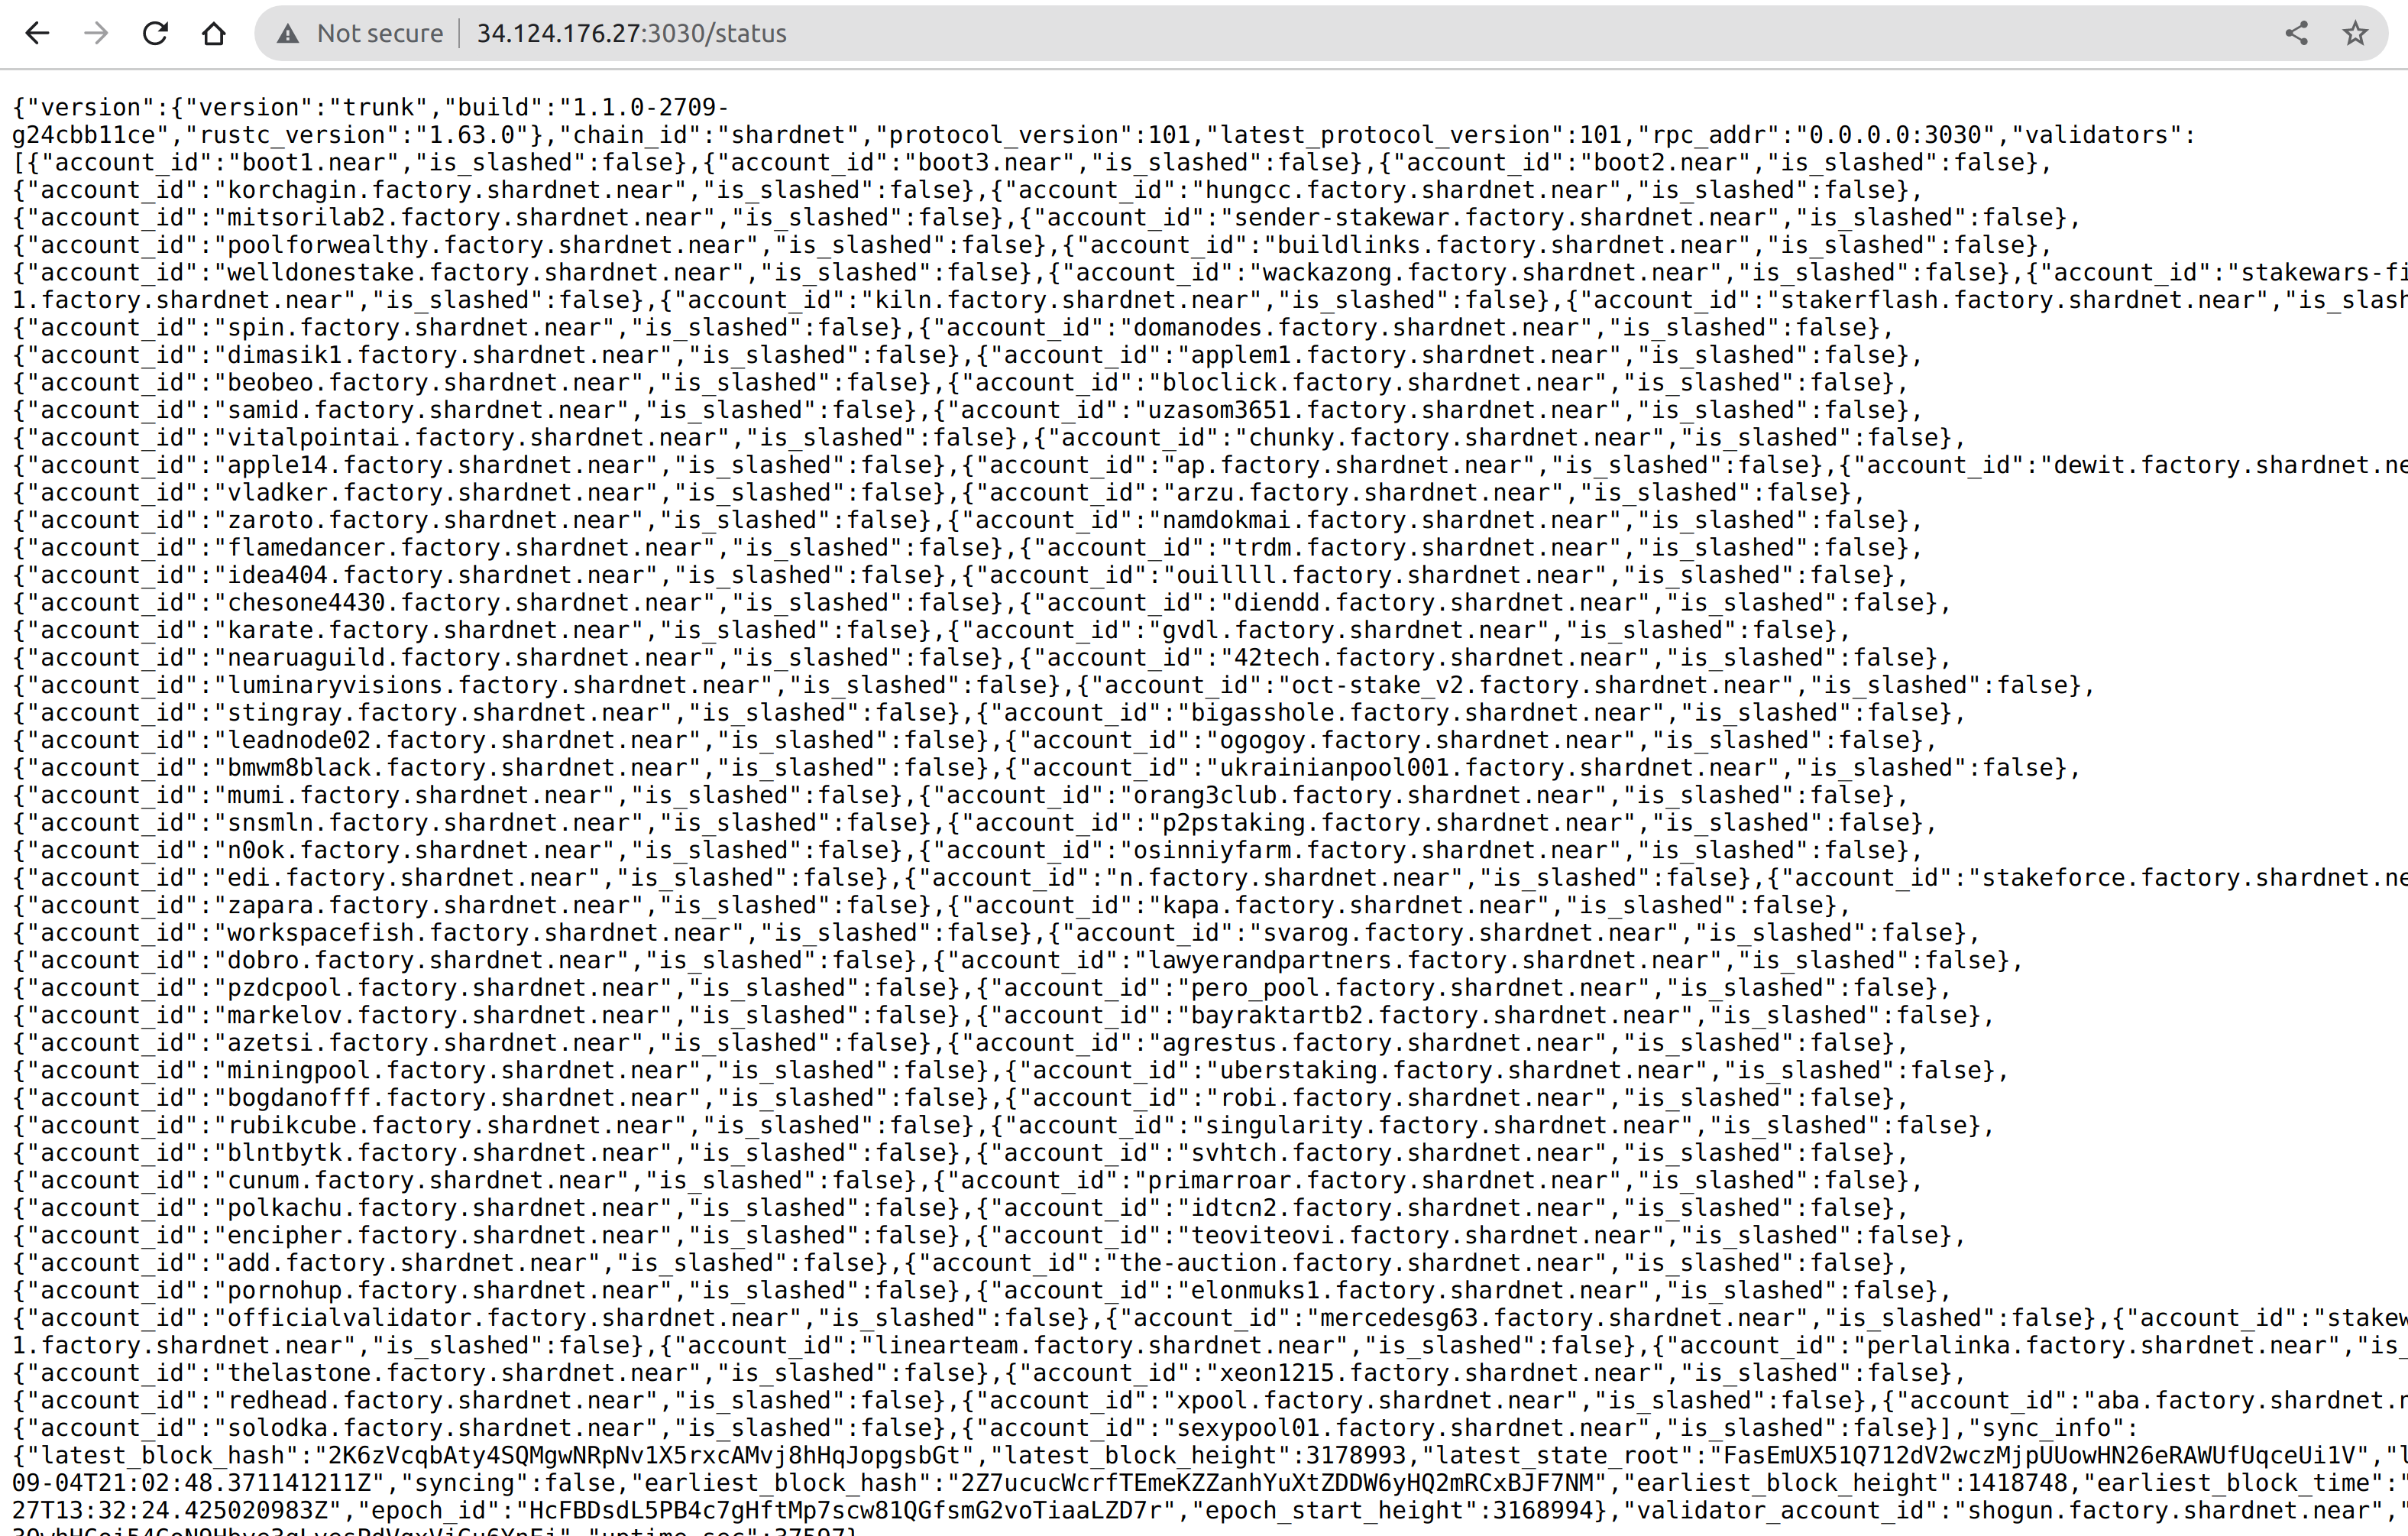 Not secure 34.124.176.27:3030/status
{"version":{"version":"trunk","build":"1.1.0-2709-
g24cbb11ce","rustc_version":"1.63.0"},"chain_id":"shardnet","protocol_version":101,"latest_protocol_version":101,"rpc_addr":"0.0.0.0:3030","validators":
[{"account_id":"boot1.near","is_slashed":false},{"account_id":"boot3.near","is_slashed":false},{"account_id":"boot2.near","is_slashed":false},
{"account_id":"korchagin.factory.shardnet.near","is_slashed":false},{"account_id":"hungcc.factory.shardnet.near","is_slashed":false},
{"account_id":"mitsorilab2.factory.shardnet.near","is_slashed":false},{"account_id":"sender-stakewar.factory.shardnet.near","is_slashed":false},
{"account_id":"poolforwealthy.factory.shardnet.near","is_slashed":false},{"account_id":"buildlinks.factory.shardnet.near","is_slashed":false},
{"account_id":"welldonestake.factory.shardnet.near","is_slashed":false},{"account_id":"wackazong.factory.shardnet.near","is_slashed":false},{"account_id":"stakewars-fi
1.factory.shardnet.near","is_slashed":false},{"account_id":"kiln.factory.shardnet.near","is_slashed":false},{"account_id":"stakerflash.factory.shardnet.near","is_slash
{"account_id":"spin.factory.shardnet.near","is_slashed":false},{"account_id":"domanodes.factory.shardnet.near","is_slashed":false},
{"account_id":"dimasik1.factory.shardnet.near","is_slashed":false},{"account_id":"applem1.factory.shardnet.near","is_slashed":false},
{"account_id":"beobeo.factory.shardnet.near","is_slashed":false},{"account_id":"bloclick.factory.shardnet.near","is_slashed":false},
{"account_id":"samid.factory.shardnet.near","is_slashed":false},{"account_id":"uzasom3651.factory.shardnet.near","is_slashed":false},
{"account_id":"vitalpointai.factory.shardnet.near","is_slashed":false},{"account_id":"chunky.factory.shardnet.near","is_slashed":false},
{"account_id":"apple14.factory.shardnet.near","is_slashed":false},{"account_id":"ap.factory.shardnet.near","is_slashed":false},{"account_id":"dewit.factory.shardnet.ne
{"account_id":"vladker.factory.shardnet.near","is_slashed":false},{"account_id":"arzu.factory.shardnet.near","is_slashed":false},
{"account_id":"zaroto.factory.shardnet.near","is_slashed":false},{"account_id":"namdokmai.factory.shardnet.near","is_slashed":false},
{"account_id":"flamedancer.factory.shardnet.near","is_slashed":false},{"account_id":"trdm.factory.shardnet.near","is_slashed":false},
{"account_id":"idea404.factory.shardnet.near","is_slashed":false},{"account_id":"ouillll.factory.shardnet.near","is_slashed":false},
{"account_id":"chesone4430.factory.shardnet.near","is_slashed":false},{"account_id":"diendd.factory.shardnet.near","is_slashed":false},
{"account_id":"karate.factory.shardnet.near","is_slashed":false},{"account_id":"gvdl.factory.shardnet.near","is_slashed":false},
{"account_id":"nearuaguild.factory.shardnet.near","is_slashed":false},{"account_id":"42tech.factory.shardnet.near","is_slashed":false},
{"account_id":"luminaryvisions.factory.shardnet.near","is_slashed":false},{"account_id":"oct-stake_v2.factory.shardnet.near","is_slashed":false},
{"account_id":"stingray.factory.shardnet.near","is_slashed":false},{"account_id":"bigasshole.factory.shardnet.near","is_slashed":false},
{"account_id":"leadnode02.factory.shardnet.near","is_slashed":false},{"account_id":"ogogoy.factory.shardnet.near","is_slashed":false},
{"account_id":"bmwm8black.factory.shardnet.near","is_slashed":false},{"account_id":"ukrainianpool001.factory.shardnet.near","is_slashed":false},
{"account_id":"mumi.factory.shardnet.near","is_slashed":false},{"account_id":"orang3club.factory.shardnet.near","is_slashed":false},
{"account_id":"snsmln.factory.shardnet.near","is_slashed":false},{"account_id":"p2pstaking.factory.shardnet.near","is_slashed":false},
{"account_id":"n0ok.factory.shardnet.near","is_slashed":false},{"account_id":"osinniyfarm.factory.shardnet.near","is_slashed":false},
{"account_id":"edi.factory.shardnet.near","is_slashed":false},{"account_id":"n.factory.shardnet.near","is_slashed":false},{"account_id":"stakeforce.factory.shardnet.ne
{"account_id":"zapara.factory.shardnet.near","is_slashed":false},{"account_id":"kapa.factory.shardnet.near","is_slashed":false},
{"account_id":"workspacefish.factory.shardnet.near","is_slashed":false},{"account_id":"svarog.factory.shardnet.near","is_slashed":false},
{"account_id":"dobro.factory.shardnet.near","is_slashed":false},{"account_id":"lawyerandpartners.factory.shardnet.near","is_slashed":false},
{"account_id":"pzdcpool.factory.shardnet.near","is_slashed":false},{"account_id":"pero_pool.factory.shardnet.near","is_slashed":false},
{"account_id":"markelov.factory.shardnet.near","is_slashed":false},{"account_id":"bayraktartb2.factory.shardnet.near","is_slashed":false},
{"account_id":"azetsi.factory.shardnet.near","is_slashed":false},{"account_id":"agrestus.factory.shardnet.near","is_slashed":false},
{"account_id":"miningpool.factory.shardnet.near","is_slashed":false},{"account_id":"uberstaking.factory.shardnet.near","is_slashed":false},
{"account_id":"bogdanofff.factory.shardnet.near","is_slashed":false},{"account_id":"robi.factory.shardnet.near","is_slashed":false},
{"account_id":"rubikcube.factory.shardnet.near","is_slashed":false},{"account_id":"singularity.factory.shardnet.near","is_slashed":false},
{"account_id":"blntbytk.factory.shardnet.near","is_slashed":false},{"account_id":"svhtch.factory.shardnet.near","is_slashed":false},
{"account_id":"cunum.factory.shardnet.near","is_slashed":false},{"account_id":"primarroar.factory.shardnet.near","is_slashed":false},
{"account_id":"polkachu.factory.shardnet.near","is_slashed":false},{"account_id":"idtcn2.factory.shardnet.near","is_slashed":false},
{"account_id":"encipher.factory.shardnet.near","is_slashed":false},{"account_id":"teoviteovi.factory.shardnet.near","is_slashed":false},
{"account_id":"add.factory.shardnet.near","is_slashed":false},{"account_id":"the-auction.factory.shardnet.near","is_slashed":false},
{"account_id":"pornohup.factory.shardnet.near","is_slashed":false},{"account_id":"elonmuks1.factory.shardnet.near","is_slashed":false},
{"account_id":"officialvalidator.factory.shardnet.near","is_slashed":false},{"account_id":"mercedesg63.factory.shardnet.near","is_slashed":false},{"account_id":"stakew
1.factory.shardnet.near","is_slashed":false},{"account_id":"linearteam.factory.shardnet.near","is_slashed":false},{"account_id":"perlalinka.factory.shardnet.near","is_
{"account_id":"thelastone.factory.shardnet.near","is_slashed":false},{"account_id":"xeon1215.factory.shardnet.near","is_slashed":false},
{"account_id":"redhead.factory.shardnet.near","is_slashed":false},{"account_id":"xpool.factory.shardnet.near","is_slashed":false},{"account_id":"aba.factory.shardnet.n
{"account_id":"solodka.factory.shardnet.near","is_slashed":false},{"account_id":"sexypool01.factory.shardnet.near","is_slashed":false}],"sync_info":
{"latest_block_hash":"2K6zVcqbAty4SQMgwNRpNv1X5rxcAMvj8hHqJopgsbGt","latest_block_height":3178993,"latest_state_root":"FasEmUX51Q712dV2wczMjpUUowHN26eRAWUfUqceUi1V","l
09-04T21:02:48.371141211Z","syncing":false,"earliest_block_hash":"2Z7ucucWcrfTEmeKZZanhYuXtZDDW6yHQ2mRCxBJF7NM","earliest_block_height":1418748,"earliest_block_time":"
27T13:32:24.425020983Z","epoch_id":"HcFBDsdL5PB4c7gHftMp7scw81QGfsmG2voTiaaLZD7r","epoch_start_height":3168994},"validator_account_id":"shogun.factory.shardnet.near",